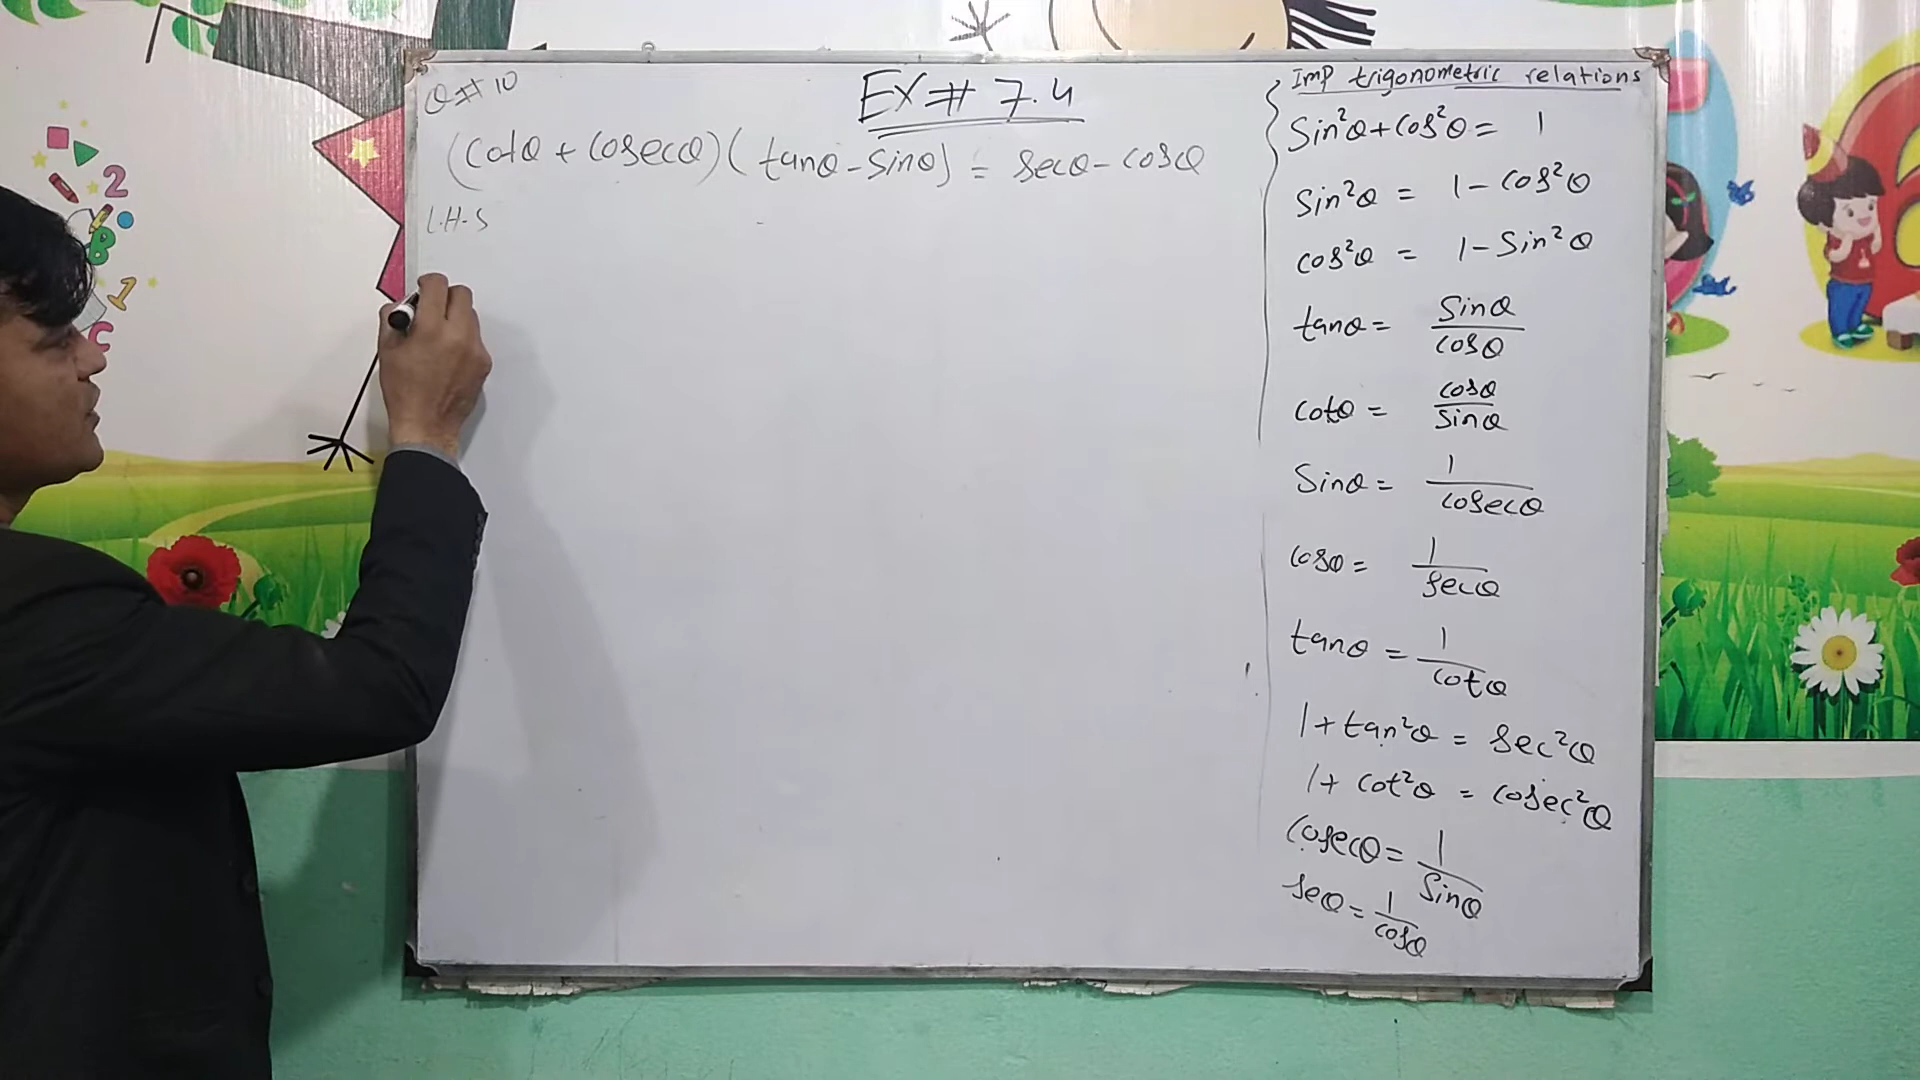 Q#10
EX # 7.4
(cotθ + cosecθ)(tanθ - sinθ) = secθ - cosθ
L.H.S
Imp trigonometric relations
Sin²θ + cos²θ = 1
Sin²θ = 1 - cos²θ
cos²θ = 1 - Sin²θ
tanθ = Sinθ / cosθ
cotθ = cosθ / Sinθ
Sinθ = 1 / cosecθ
cosθ = 1 / secθ
tanθ = 1 / cotθ
1 + tan²θ = sec²θ
1 + cot²θ = cosec²θ
cosecθ = 1 / Sinθ
seθ = 1 / cosθ
2
B
1
C